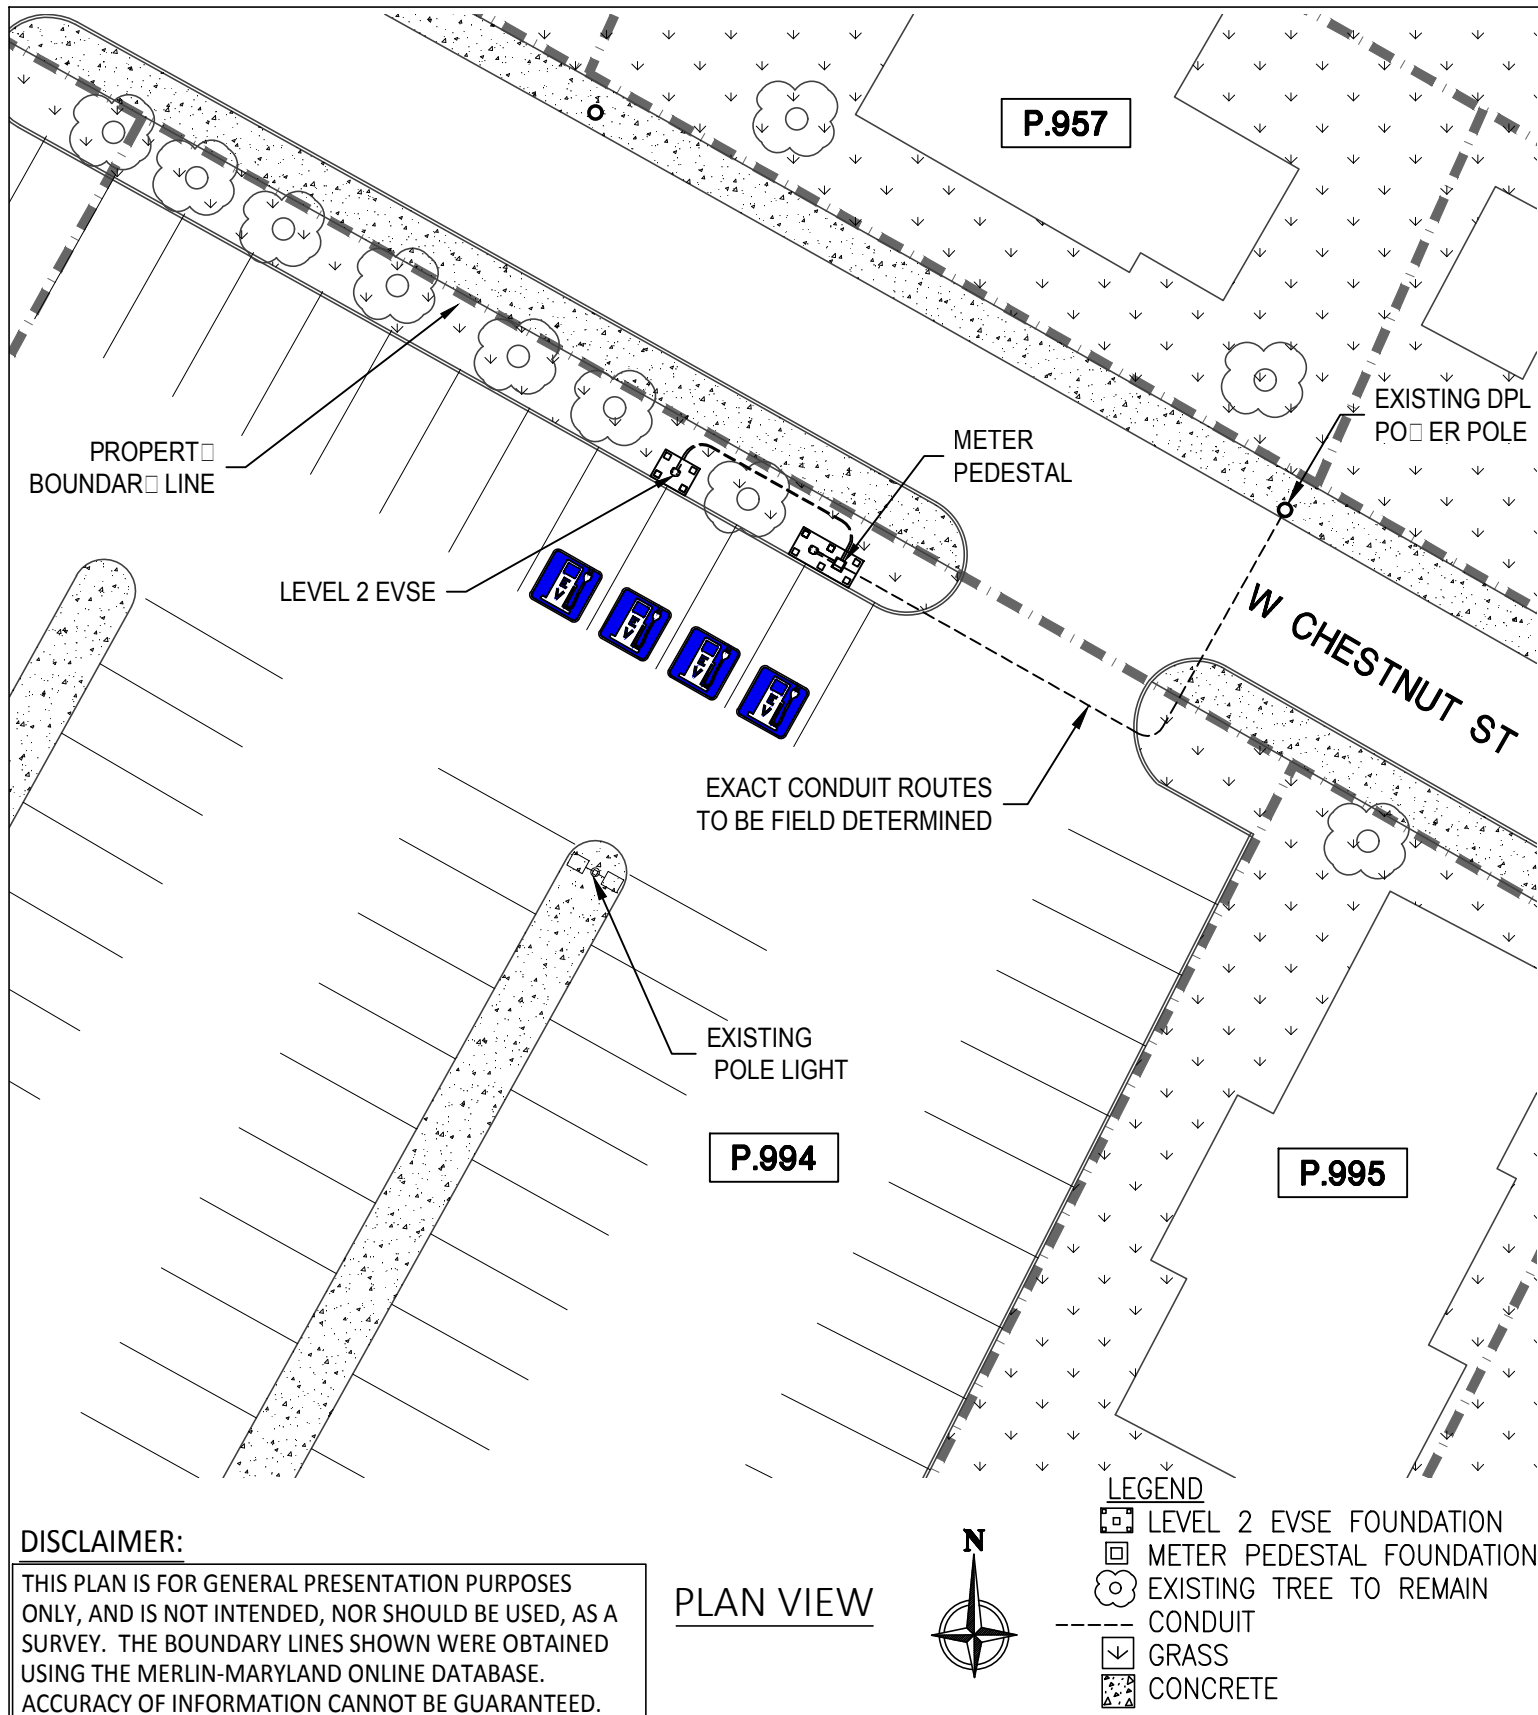 P.957
EXISTING DPL
PO□ER POLE
METER
PEDESTAL
PROPERT□
BOUNDAR□ LINE
LEVEL 2 EVSE
EV
EV
EV
EV
W CHESTNUT ST
EXACT CONDUIT ROUTES
TO BE FIELD DETERMINED
EXISTING
POLE LIGHT
P.994
P.995
LEGEND
LEVEL 2 EVSE FOUNDATION
METER PEDESTAL FOUNDATION
EXISTING TREE TO REMAIN
CONDUIT
GRASS
CONCRETE
N
PLAN VIEW
DISCLAIMER:
THIS PLAN IS FOR GENERAL PRESENTATION PURPOSES
ONLY, AND IS NOT INTENDED, NOR SHOULD BE USED, AS A
SURVEY. THE BOUNDARY LINES SHOWN WERE OBTAINED
USING THE MERLIN-MARYLAND ONLINE DATABASE.
ACCURACY OF INFORMATION CANNOT BE GUARANTEED.